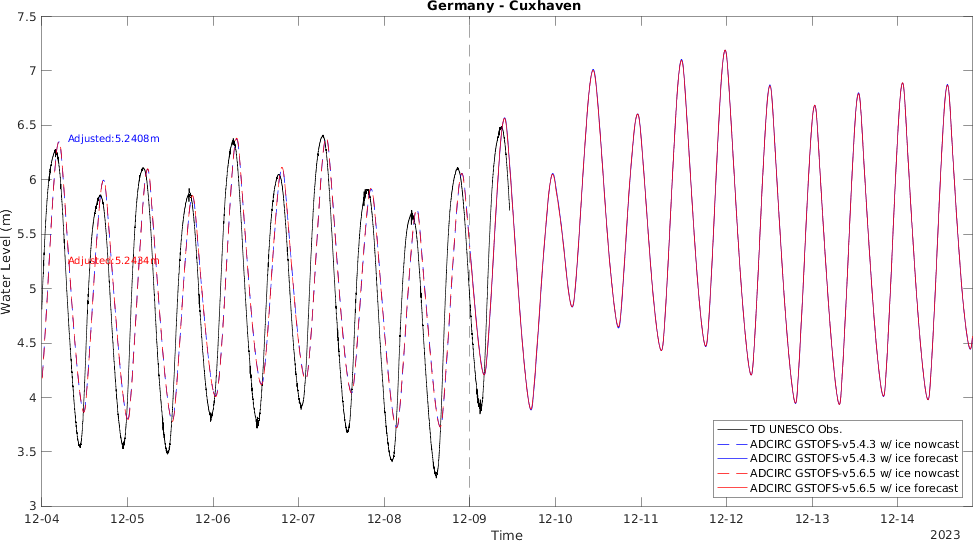 Germany - Cuxhaven
7.5
7
6.5
6
5.5
5
4.5
4
3.5
3
Water Level (m)
Adjusted:5.2408m
Adjusted:5.2434m
TD UNESCO Obs.
ADCIRC GSTOFS-v5.4.3 w/ ice nowcast
ADCIRC GSTOFS-v5.4.3 w/ ice forecast
ADCIRC GSTOFS-v5.6.5 w/ ice nowcast
ADCIRC GSTOFS-v5.6.5 w/ ice forecast
12-04 12-05 12-06 12-07 12-08 12-09 12-10 12-11 12-12 12-13 12-14
Time
2023